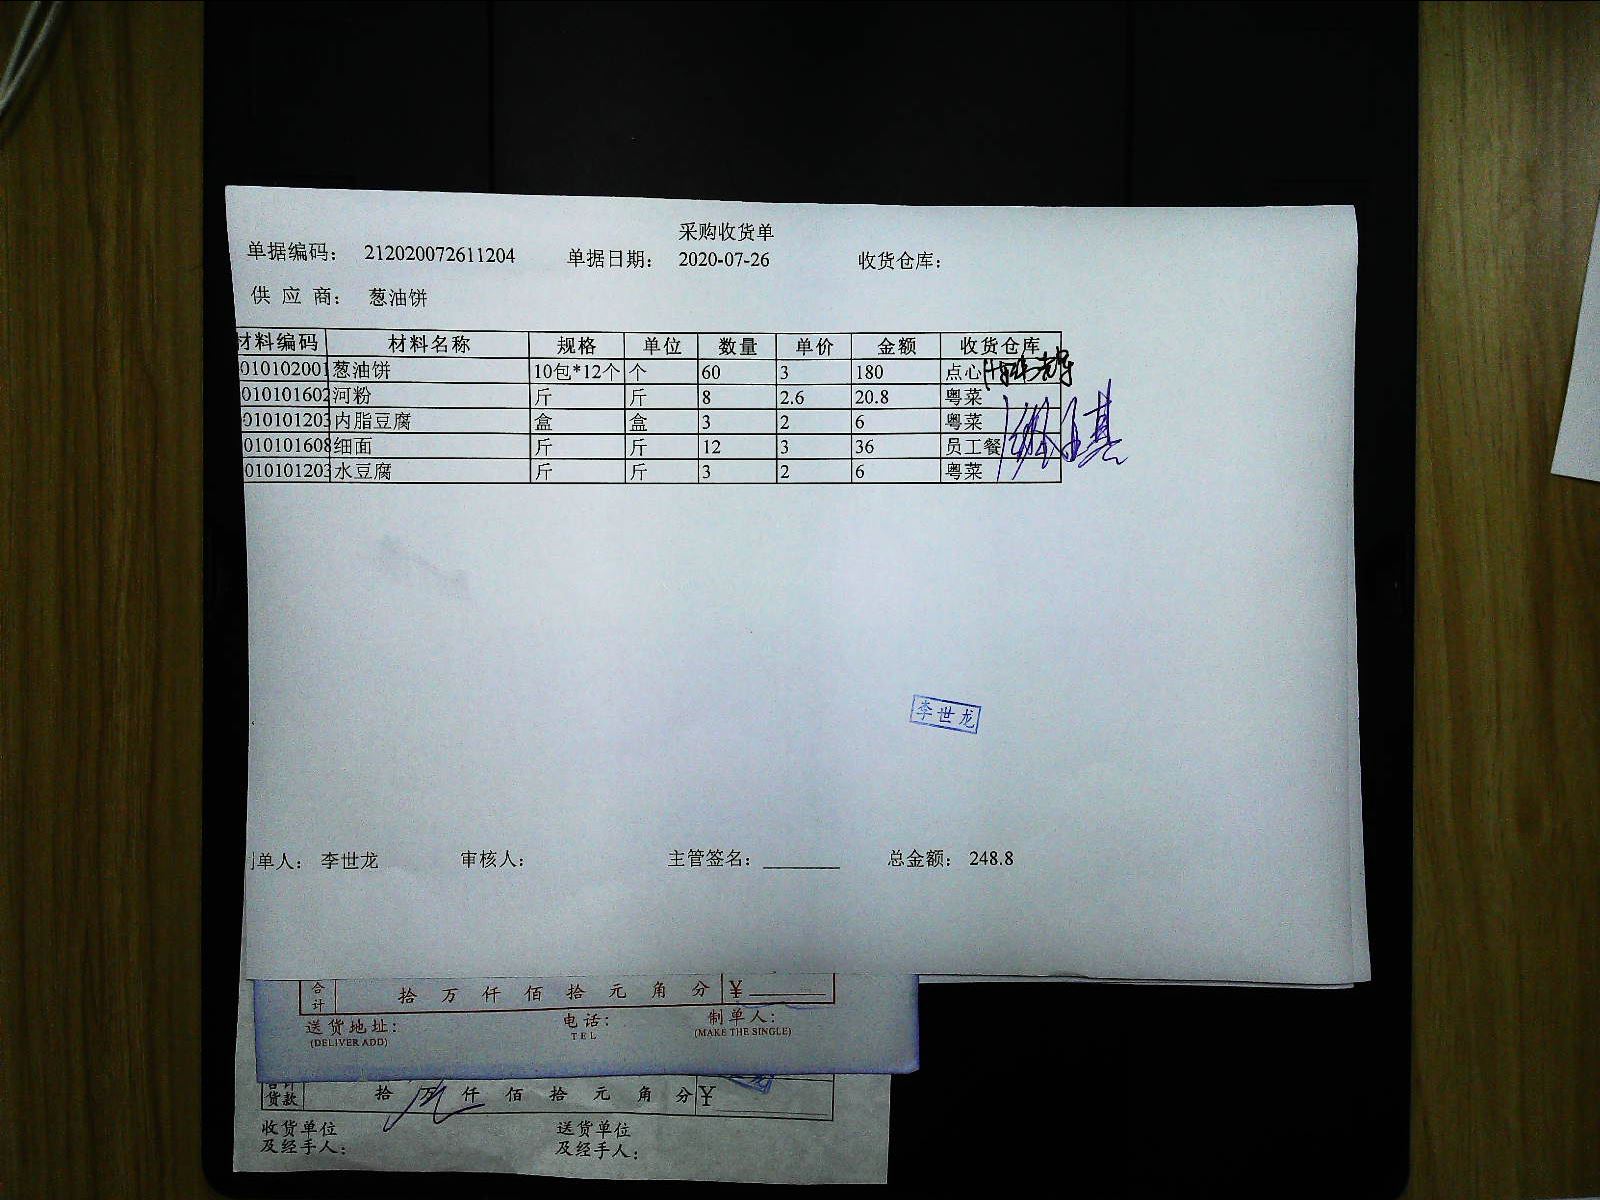 采购收货单
单据编码： 212020072611204 单据日期： 2020-07-26 收货仓库：
供 应 商： 葱油饼
材料编码 材料名称 规格 单位 数量 单价 金额 收货仓库
010102001 葱油饼 10包*12个 个 60 3 180 点心
010101602 河粉 斤 斤 8 2.6 20.8 粤菜
010101203 内脂豆腐 盒 盒 3 2 6 粤菜
010101608 细面 斤 斤 12 3 36 员工餐
010101203 水豆腐 斤 斤 3 2 6 粤菜
李世龙
制单人： 李世龙 审核人： 主管签名： 总金额： 248.8
合计 拾 万 仟 佰 拾 元 角 分 ¥
送货地址： 电话： 制单人：
(DELIVER ADD) TEL (MAKE THE SINGLE)
合计货款 拾 万 仟 佰 拾 元 角 分 ¥
收货单位 送货单位
及经手人： 及经手人：